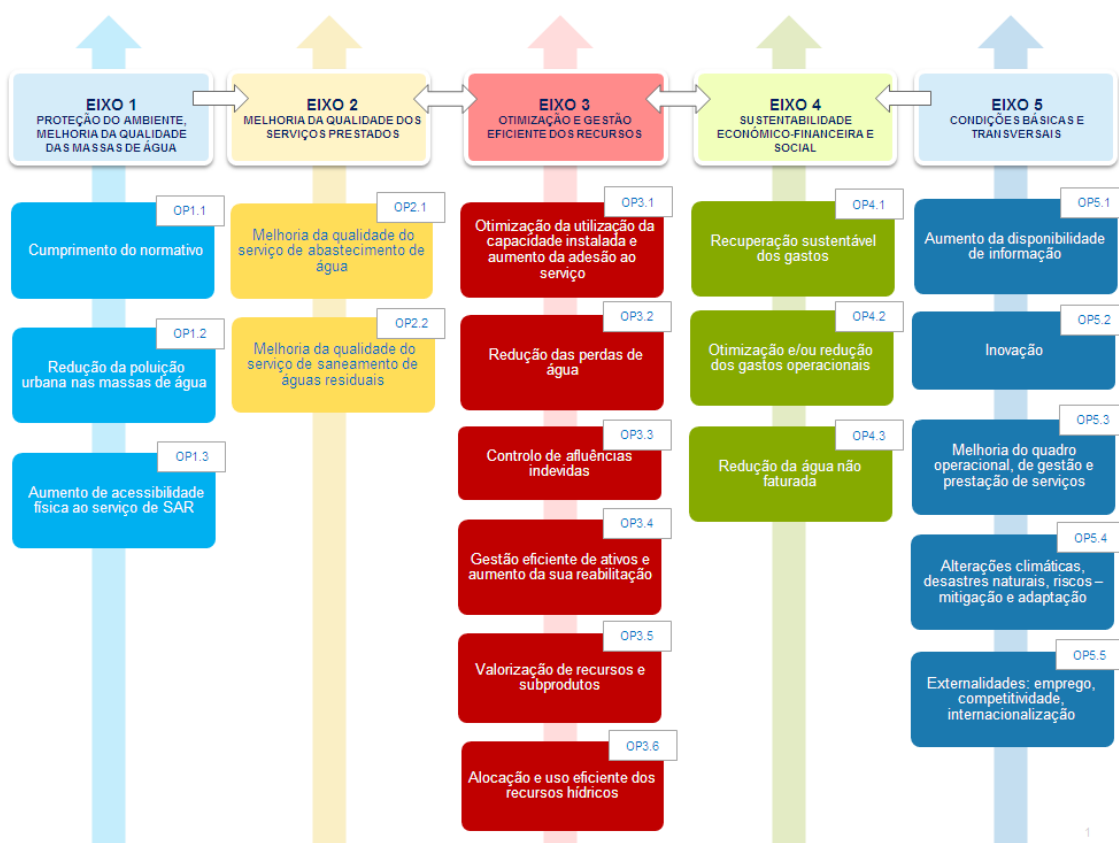 EIXO 1
PROTEÇÃO DO AMBIENTE,
MELHORIA DA QUALIDADE
DAS MASSAS DE ÁGUA
EIXO 2
MELHORIA DA QUALIDADE DOS
SERVIÇOS PRESTADOS
EIXO 3
OTIMIZAÇÃO E GESTÃO
EFICIENTE DOS RECURSOS
EIXO 4
SUSTENTABILIDADE
ECONÓMICO-FINANCEIRA E
SOCIAL
EIXO 5
CONDIÇÕES BÁSICAS E
TRANSVERSAIS
OP1.1
Cumprimento do normativo
OP1.2
Redução da poluição
urbana nas massas de água
OP1.3
Aumento de acessibilidade
física ao serviço de SAR
OP2.1
Melhoria da qualidade do
serviço de abastecimento de
água
OP2.2
Melhoria da qualidade do
serviço de saneamento de
águas residuais
OP3.1
Otimização da utilização da
capacidade instalada e
aumento da adesão ao
serviço
OP3.2
Redução das perdas de
água
OP3.3
Controlo de afluências
indevidas
OP3.4
Gestão eficiente de ativos e
aumento da sua reabilitação
OP3.5
Valorização de recursos e
subprodutos
OP3.6
Alocação e uso eficiente dos
recursos hídricos
OP4.1
Recuperação sustentável
dos gastos
OP4.2
Otimização e/ou redução
dos gastos operacionais
OP4.3
Redução da água não
faturada
OP5.1
Aumento da disponibilidade
de informação
OP5.2
Inovação
OP5.3
Melhoria do quadro
operacional, de gestão e
prestação de serviços
OP5.4
Alterações climáticas,
desastres naturais, riscos –
mitigação e adaptação
OP5.5
Externalidades: emprego,
competitividade,
internacionalização
1